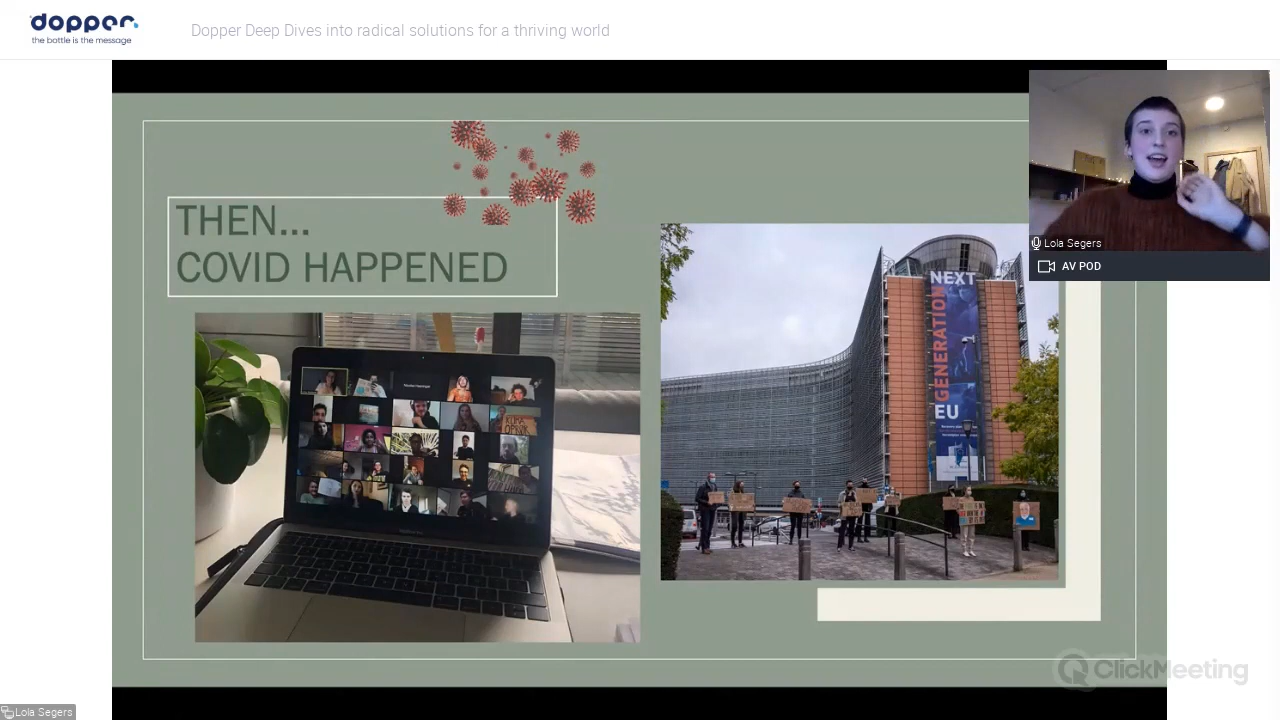 dopper
the bottle is the message
Dopper Deep Dives into radical solutions for a thriving world
THEN...
COVID HAPPENED
NEXT
GENERATION
EU
Lola Segers
AV POD
ClickMeeting
Lola Segers